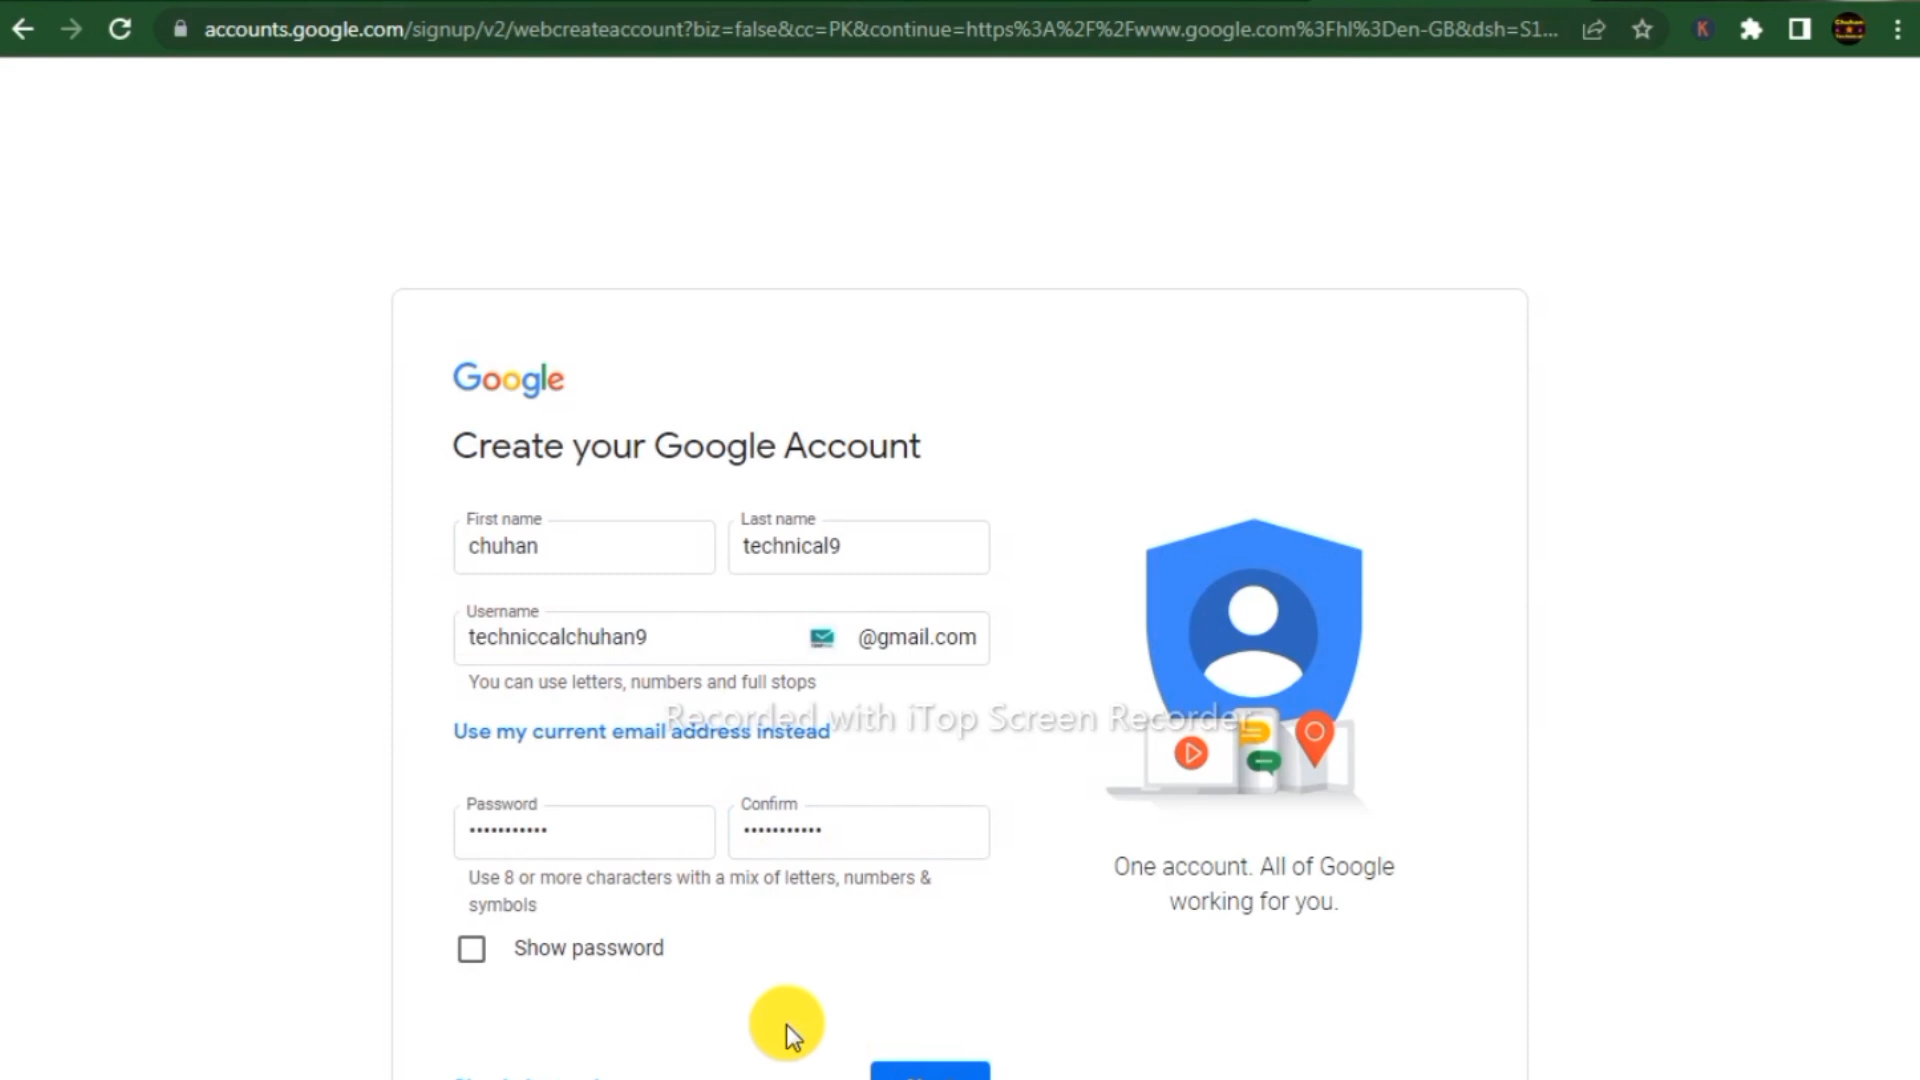 accounts.google.com/signup/v2/webcreateaccount?biz=false&cc=PK&continue=https%3A%2F%2Fwww.google.com%3Fhl%3Den-GB&dsh=S1...
K
Google
Create your Google Account
First name
Last name
chuhan
technical9
Username
techniccalchuhan9
@gmail.com
You can use letters, numbers and full stops
Recorded with iTop Screen Recorder
Use my current email address instead
Password
Confirm
Use 8 or more characters with a mix of letters, numbers &
symbols
One account. All of Google
working for you.
Show password